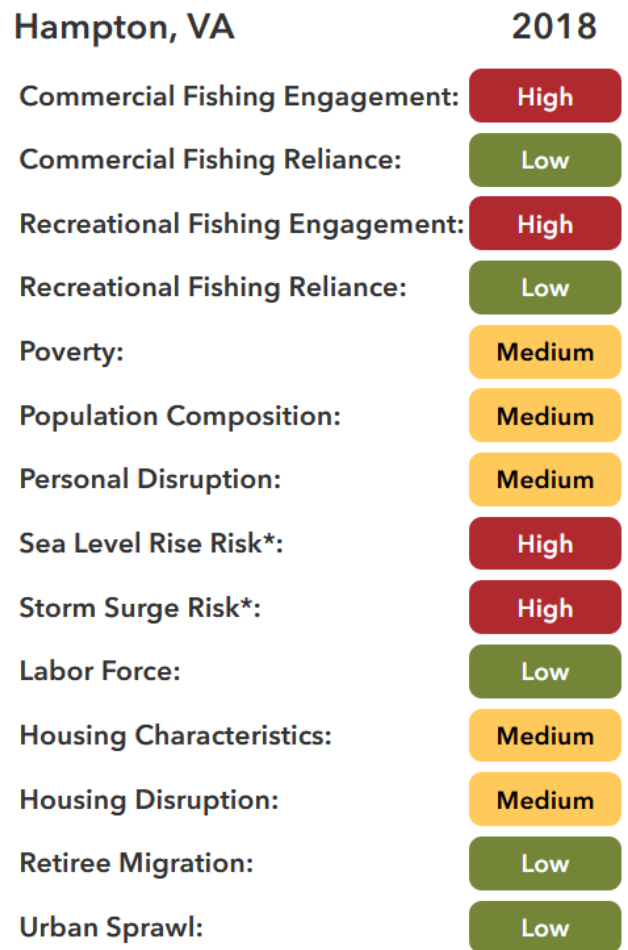 Hampton, VA 2018
Commercial Fishing Engagement: High
Commercial Fishing Reliance: Low
Recreational Fishing Engagement: High
Recreational Fishing Reliance: Low
Poverty: Medium
Population Composition: Medium
Personal Disruption: Medium
Sea Level Rise Risk*: High
Storm Surge Risk*: High
Labor Force: Low
Housing Characteristics: Medium
Housing Disruption: Medium
Retiree Migration: Low
Urban Sprawl: Low